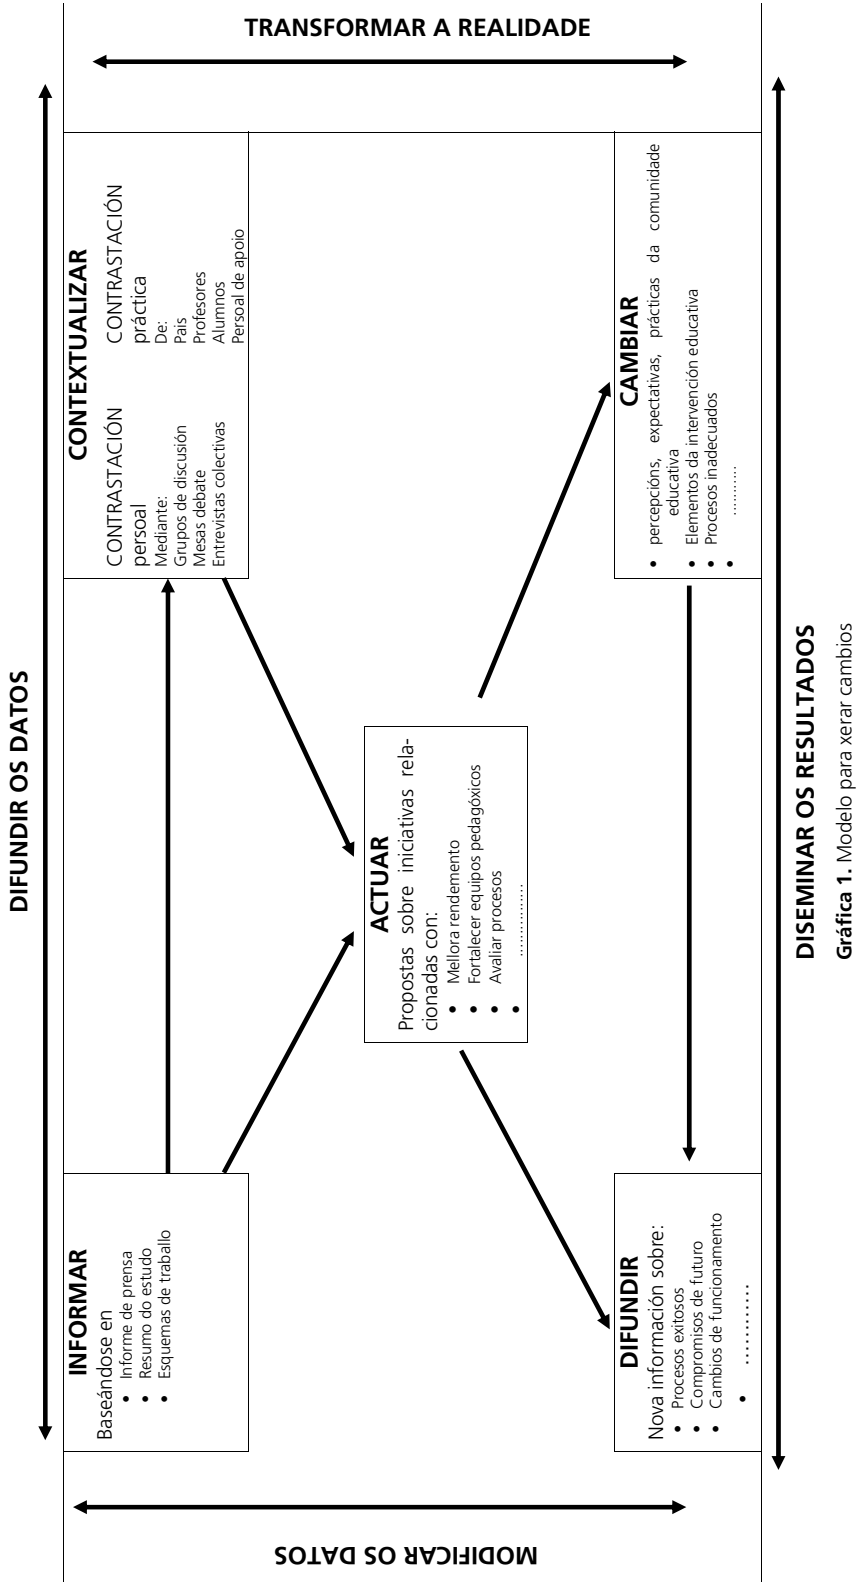 DIFUNDIR OS DATOS
MODIFICAR OS DATOS
TRANSFORMAR A REALIDADE
INFORMAR
Baseándose en
• Informe de prensa
• Resumo do estudo
• Esquemas de traballo
CONTEXTUALIZAR
CONTRASTACIÓN
persoal
Mediante:
Grupos de discusión
Mesas debate
Entrevistas colectivas
CONTRASTACIÓN
práctica
De:
Pais
Profesores
Alumnos
Persoal de apoio
ACTUAR
Propostas sobre iniciativas rela-
cionadas con:
• Mellora rendemento
• Fortalecer equipos pedagóxicos
• Avaliar procesos
• ................
DIFUNDIR
Nova información sobre:
• Procesos exitosos
• Compromisos de futuro
• Cambios de funcionamento
• ............
CAMBIAR
• percepcións, expectativas, prácticas da comunidade
educativa
• Elementos da intervención educativa
• Procesos inadecuados
• ...........
DISEMINAR OS RESULTADOS
Gráfica 1. Modelo para xerar cambios